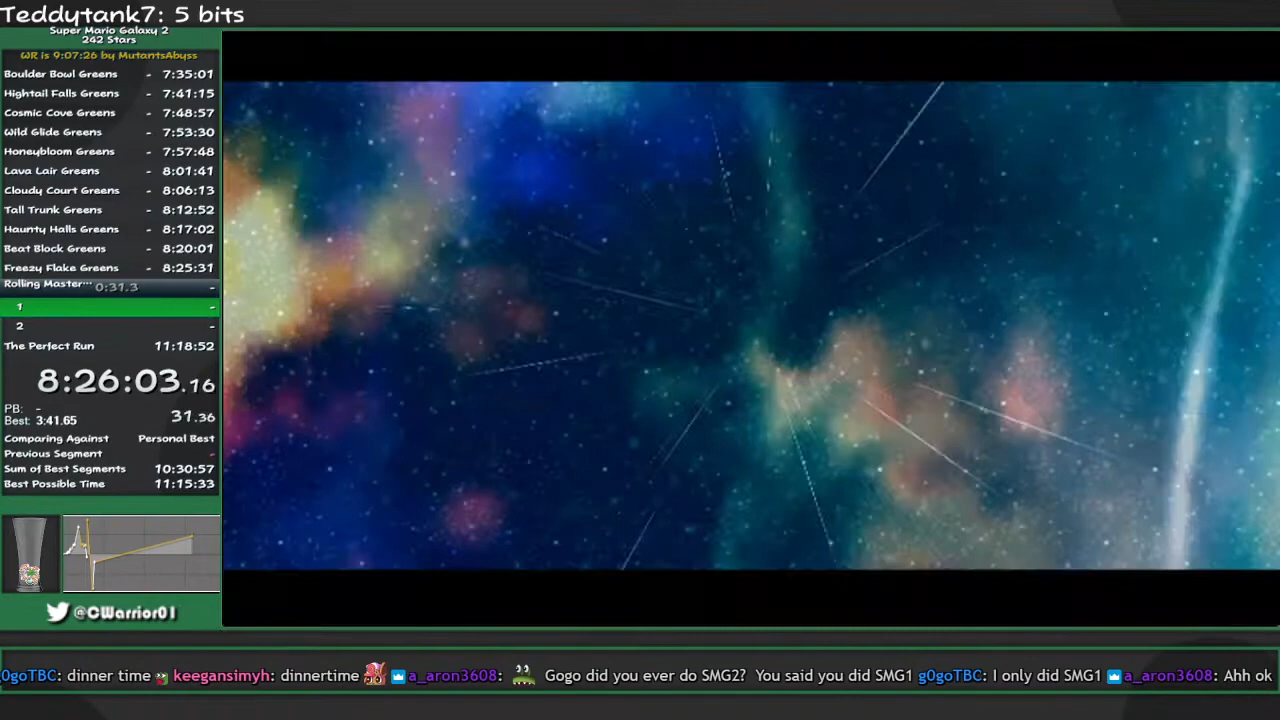 Teddytank7: 5 bits
Super Mario Galaxy 2
242 Stars
WR is 9:07:26 by MutantsAbyss
Boulder Bowl Greens - 7:35:01
Hightail Falls Greens - 7:41:15
Cosmic Cove Greens - 7:48:57
Wild Glide Greens - 7:53:30
Honeybloom Greens - 7:57:48
Lava Lair Greens - 8:01:41
Cloudy Court Greens - 8:06:13
Tall Trunk Greens - 8:12:52
Haunty Halls Greens - 8:17:02
Beat Block Greens - 8:20:01
Freezy Flake Greens - 8:25:31
Rolling Master... 0:31.3 -
1 -
2 -
The Perfect Run 11:18:52
8:26:03.16
PB: - 31.36
Best: 3:41.65
Comparing Against Personal Best
Previous Segment -
Sum of Best Segments 10:30:57
Best Possible Time 11:15:33
@CWarrior01
0goTBC: dinner time keegansimyh: dinnertime a_aron3608: Gogo did you ever do SMG2? You said you did SMG1 g0goTBC: I only did SMG1 a_aron3608: Ahh ok